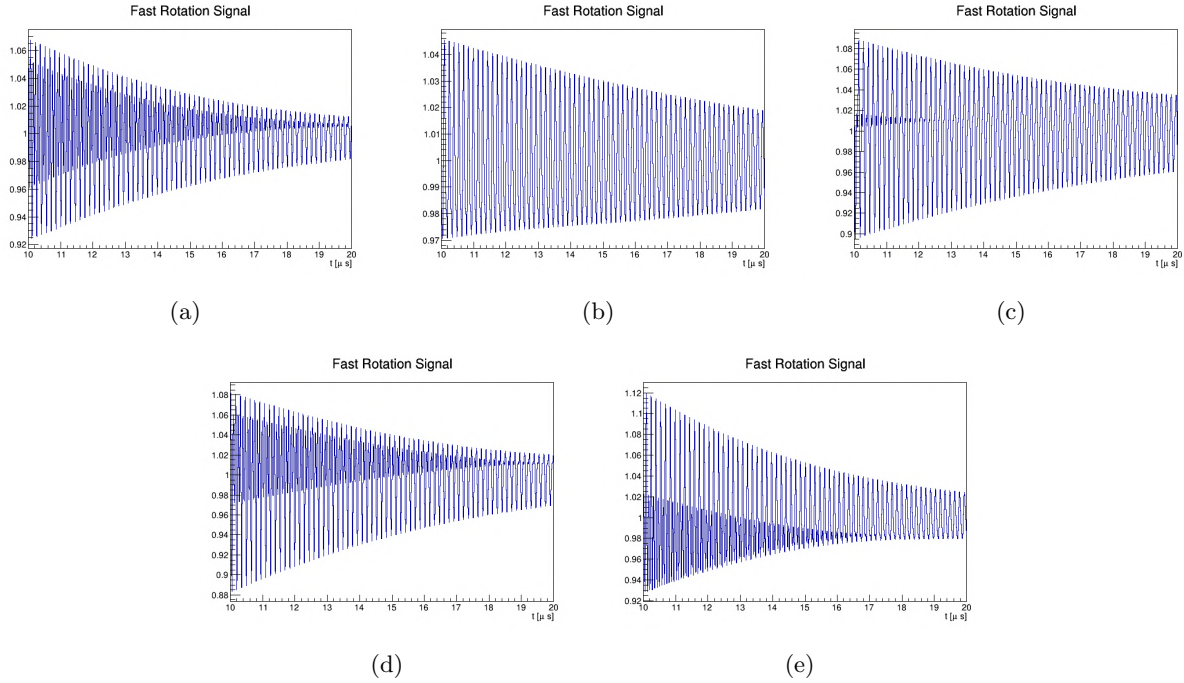 Fast Rotation Signal
1.06
1.04
1.02
1
0.98
0.96
0.94
0.92
10 11 12 13 14 15 16 17 18 19 20
t [μ s]
(a)
Fast Rotation Signal
1.04
1.03
1.02
1.01
1
0.99
0.98
0.97
10 11 12 13 14 15 16 17 18 19 20
t [μ s]
(b)
Fast Rotation Signal
1.08
1.06
1.04
1.02
1
0.98
0.96
0.94
0.92
0.9
10 11 12 13 14 15 16 17 18 19 20
t [μ s]
(c)
Fast Rotation Signal
1.08
1.06
1.04
1.02
1
0.98
0.96
0.94
0.92
0.9
0.88
10 11 12 13 14 15 16 17 18 19 20
t [μ s]
(d)
Fast Rotation Signal
1.12
1.1
1.08
1.06
1.04
1.02
1
0.98
0.96
0.94
0.92
10 11 12 13 14 15 16 17 18 19 20
t [μ s]
(e)